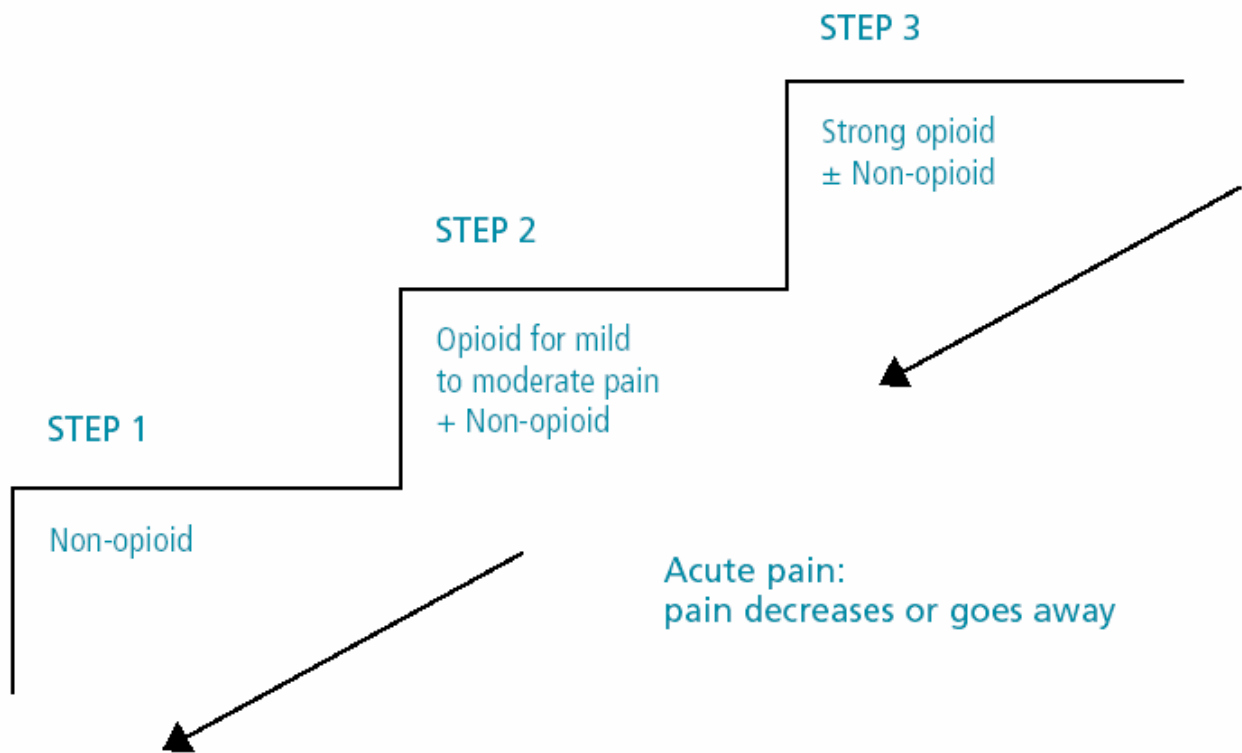 STEP 3
Strong opioid
± Non-opioid
STEP 2
Opioid for mild
to moderate pain
+ Non-opioid
STEP 1
Non-opioid
Acute pain:
pain decreases or goes away